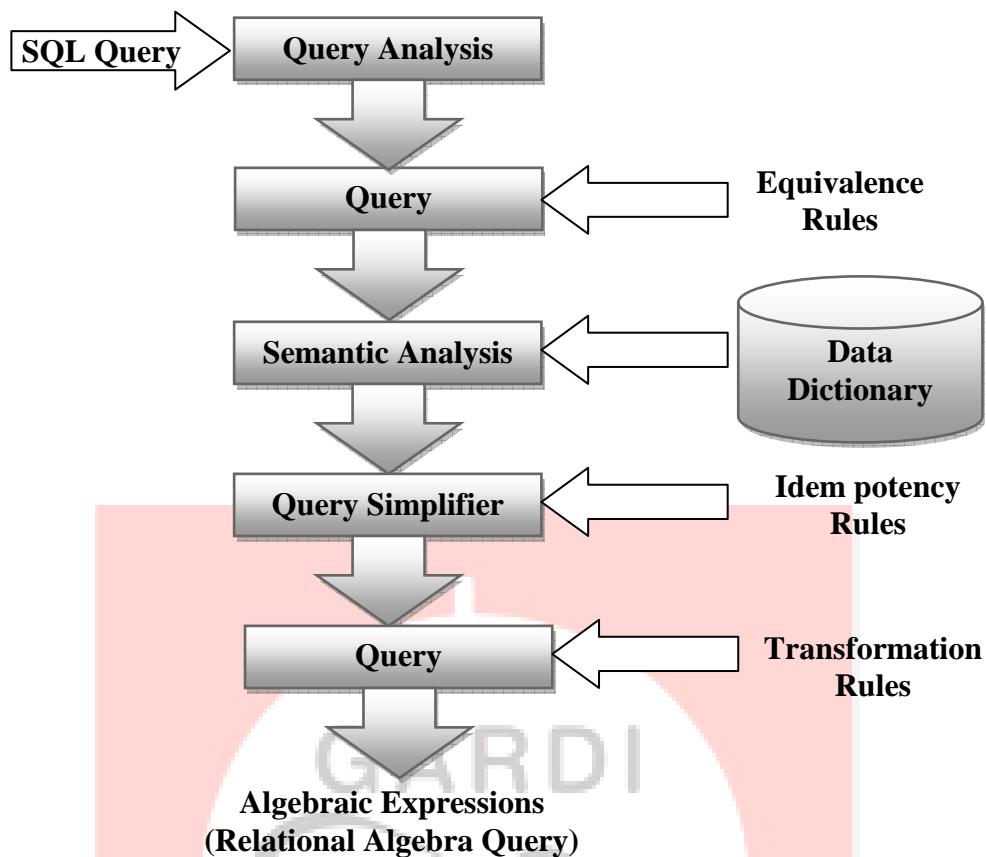 SQL Query
Query Analysis
Query
Equivalence
Rules
Semantic Analysis
Data
Dictionary
Query Simplifier
Idem potency
Rules
Query
Transformation
Rules
GARDI
Algebraic Expressions
(Relational Algebra Query)